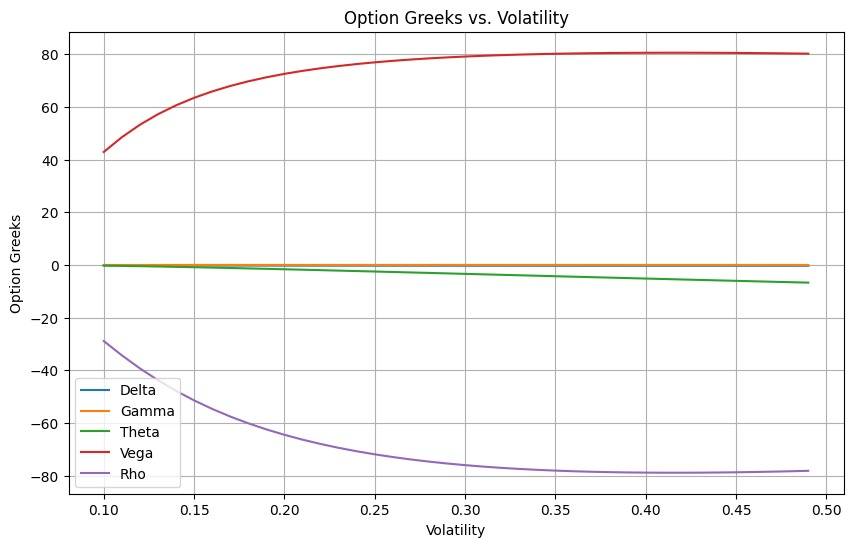 Option Greeks vs. Volatility
Option Greeks
80
60
40
20
0
−20
−40
−60
−80
Delta
Gamma
Theta
Vega
Rho
0.10 0.15 0.20 0.25 0.30 0.35 0.40 0.45 0.50
Volatility